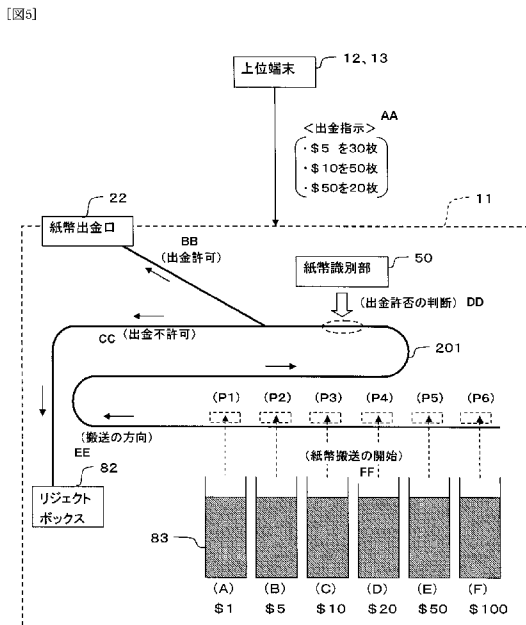 [図5]
上位端末
12、13
AA
<出金指示>
・$5 を30枚
・$10を50枚
・$50を20枚
22
11
紙幣出金口
BB
(出金許可)
紙幣識別部
50
(出金許否の判断) DD
CC (出金不許可)
201
(P1) (P2) (P3) (P4) (P5) (P6)
(搬送の方向)
EE
(紙幣搬送の開始)
FF
82
リジェクト
ボックス
83
(A) (B) (C) (D) (E) (F)
$1 $5 $10 $20 $50 $100